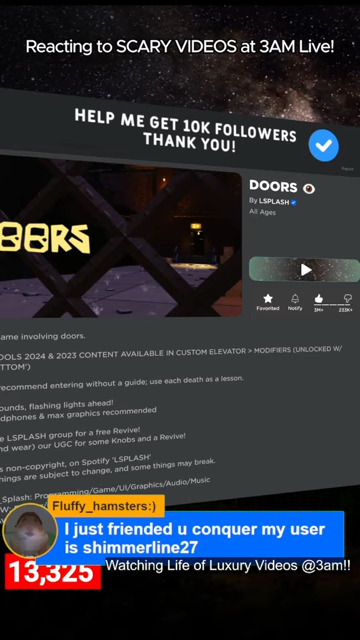 Reacting to SCARY VIDEOS at 3AM Live!
HELP ME GET 10K FOLLOWERS
THANK YOU!
DOORS
By LSPLASH
All Ages
OORS
Favorited
Notify
3M+
233K+
ame involving doors.
OOLS 2024 & 2023 CONTENT AVAILABLE IN CUSTOM ELEVATOR > MODIFIERS (UNLOCKED W/
OTTOM')
recommend entering without a guide; use each death as a lesson.
ounds, flashing lights ahead!
dphones & max graphics recommended
e LSPLASH group for a free Revive!
nd wear) our UGC for some Knobs and a Revive!
s non-copyright, on Spotify 'LSPLASH'
hings are subject to change, and some things may break.
Splash: Programming/Game/UI/Graphics/Audio/Music
Fluffy_hamsters:)
I just friended u conquer my user
is shimmerline27
13,325
Watching Life of Luxury Videos @3am!!